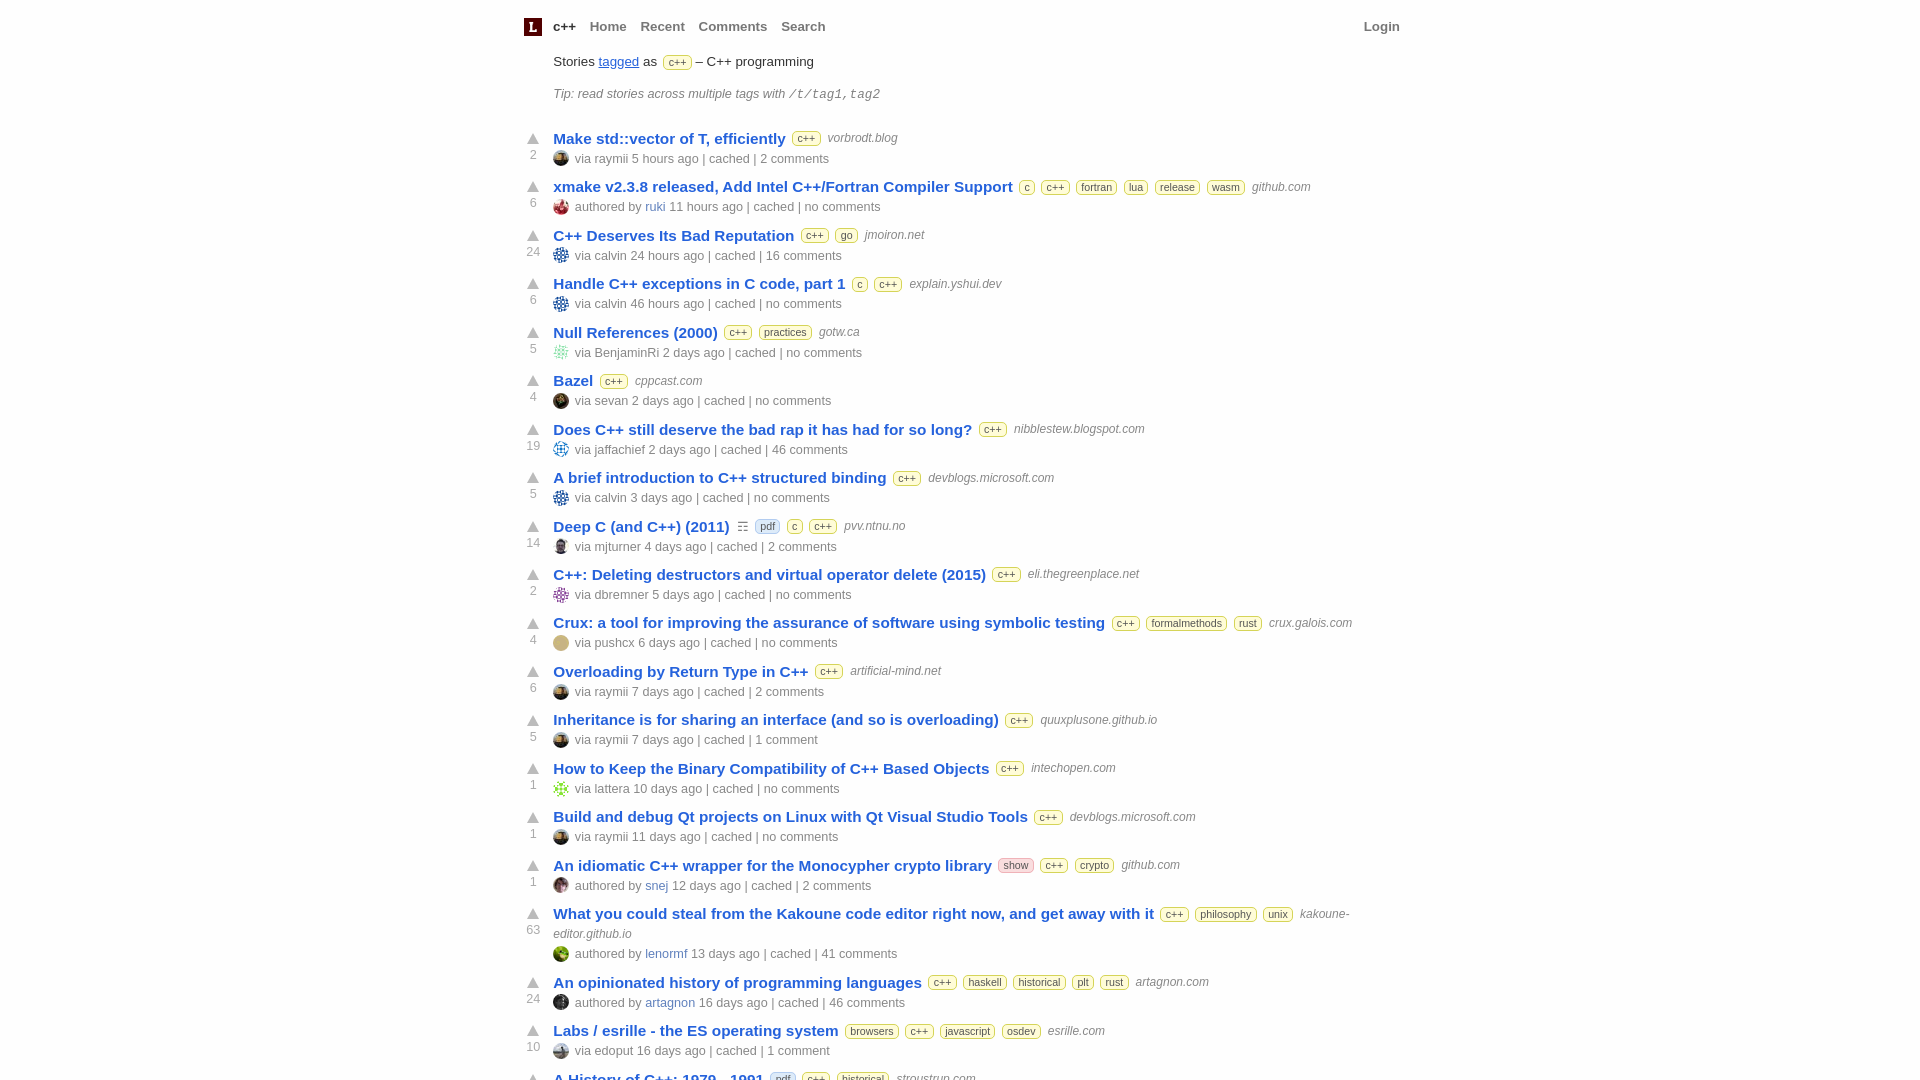 L c++ Home Recent Comments Search Login
Stories tagged as c++ – C++ programming
Tip: read stories across multiple tags with /t/tag1,tag2
Make std::vector of T, efficiently c++ vorbrodt.blog
2 via raymii 5 hours ago | cached | 2 comments
xmake v2.3.8 released, Add Intel C++/Fortran Compiler Support c c++ fortran lua release wasm github.com
6 authored by ruki 11 hours ago | cached | no comments
C++ Deserves Its Bad Reputation c++ go jmoiron.net
24 via calvin 24 hours ago | cached | 16 comments
Handle C++ exceptions in C code, part 1 c c++ explain.yshui.dev
6 via calvin 46 hours ago | cached | no comments
Null References (2000) c++ practices gotw.ca
5 via BenjaminRi 2 days ago | cached | no comments
Bazel c++ cppcast.com
4 via sevan 2 days ago | cached | no comments
Does C++ still deserve the bad rap it has had for so long? c++ nibblestew.blogspot.com
19 via jaffachief 2 days ago | cached | 46 comments
A brief introduction to C++ structured binding c++ devblogs.microsoft.com
5 via calvin 3 days ago | cached | no comments
Deep C (and C++) (2011) ☶ pdf c c++ pvv.ntnu.no
14 via mjturner 4 days ago | cached | 2 comments
C++: Deleting destructors and virtual operator delete (2015) c++ eli.thegreenplace.net
2 via dbremner 5 days ago | cached | no comments
Crux: a tool for improving the assurance of software using symbolic testing c++ formalmethods rust crux.galois.com
4 via pushcx 6 days ago | cached | no comments
Overloading by Return Type in C++ c++ artificial-mind.net
6 via raymii 7 days ago | cached | 2 comments
Inheritance is for sharing an interface (and so is overloading) c++ quuxplusone.github.io
5 via raymii 7 days ago | cached | 1 comment
How to Keep the Binary Compatibility of C++ Based Objects c++ intechopen.com
1 via lattera 10 days ago | cached | no comments
Build and debug Qt projects on Linux with Qt Visual Studio Tools c++ devblogs.microsoft.com
1 via raymii 11 days ago | cached | no comments
An idiomatic C++ wrapper for the Monocypher crypto library show c++ crypto github.com
1 authored by snej 12 days ago | cached | 2 comments
What you could steal from the Kakoune code editor right now, and get away with it c++ philosophy unix kakoune-
63 editor.github.io
authored by lenormf 13 days ago | cached | 41 comments
An opinionated history of programming languages c++ haskell historical plt rust artagnon.com
24 authored by artagnon 16 days ago | cached | 46 comments
Labs / esrille - the ES operating system browsers c++ javascript osdev esrille.com
10 via edoput 16 days ago | cached | 1 comment
A History of C++: 1979−1991 pdf c++ historical stroustrup.com